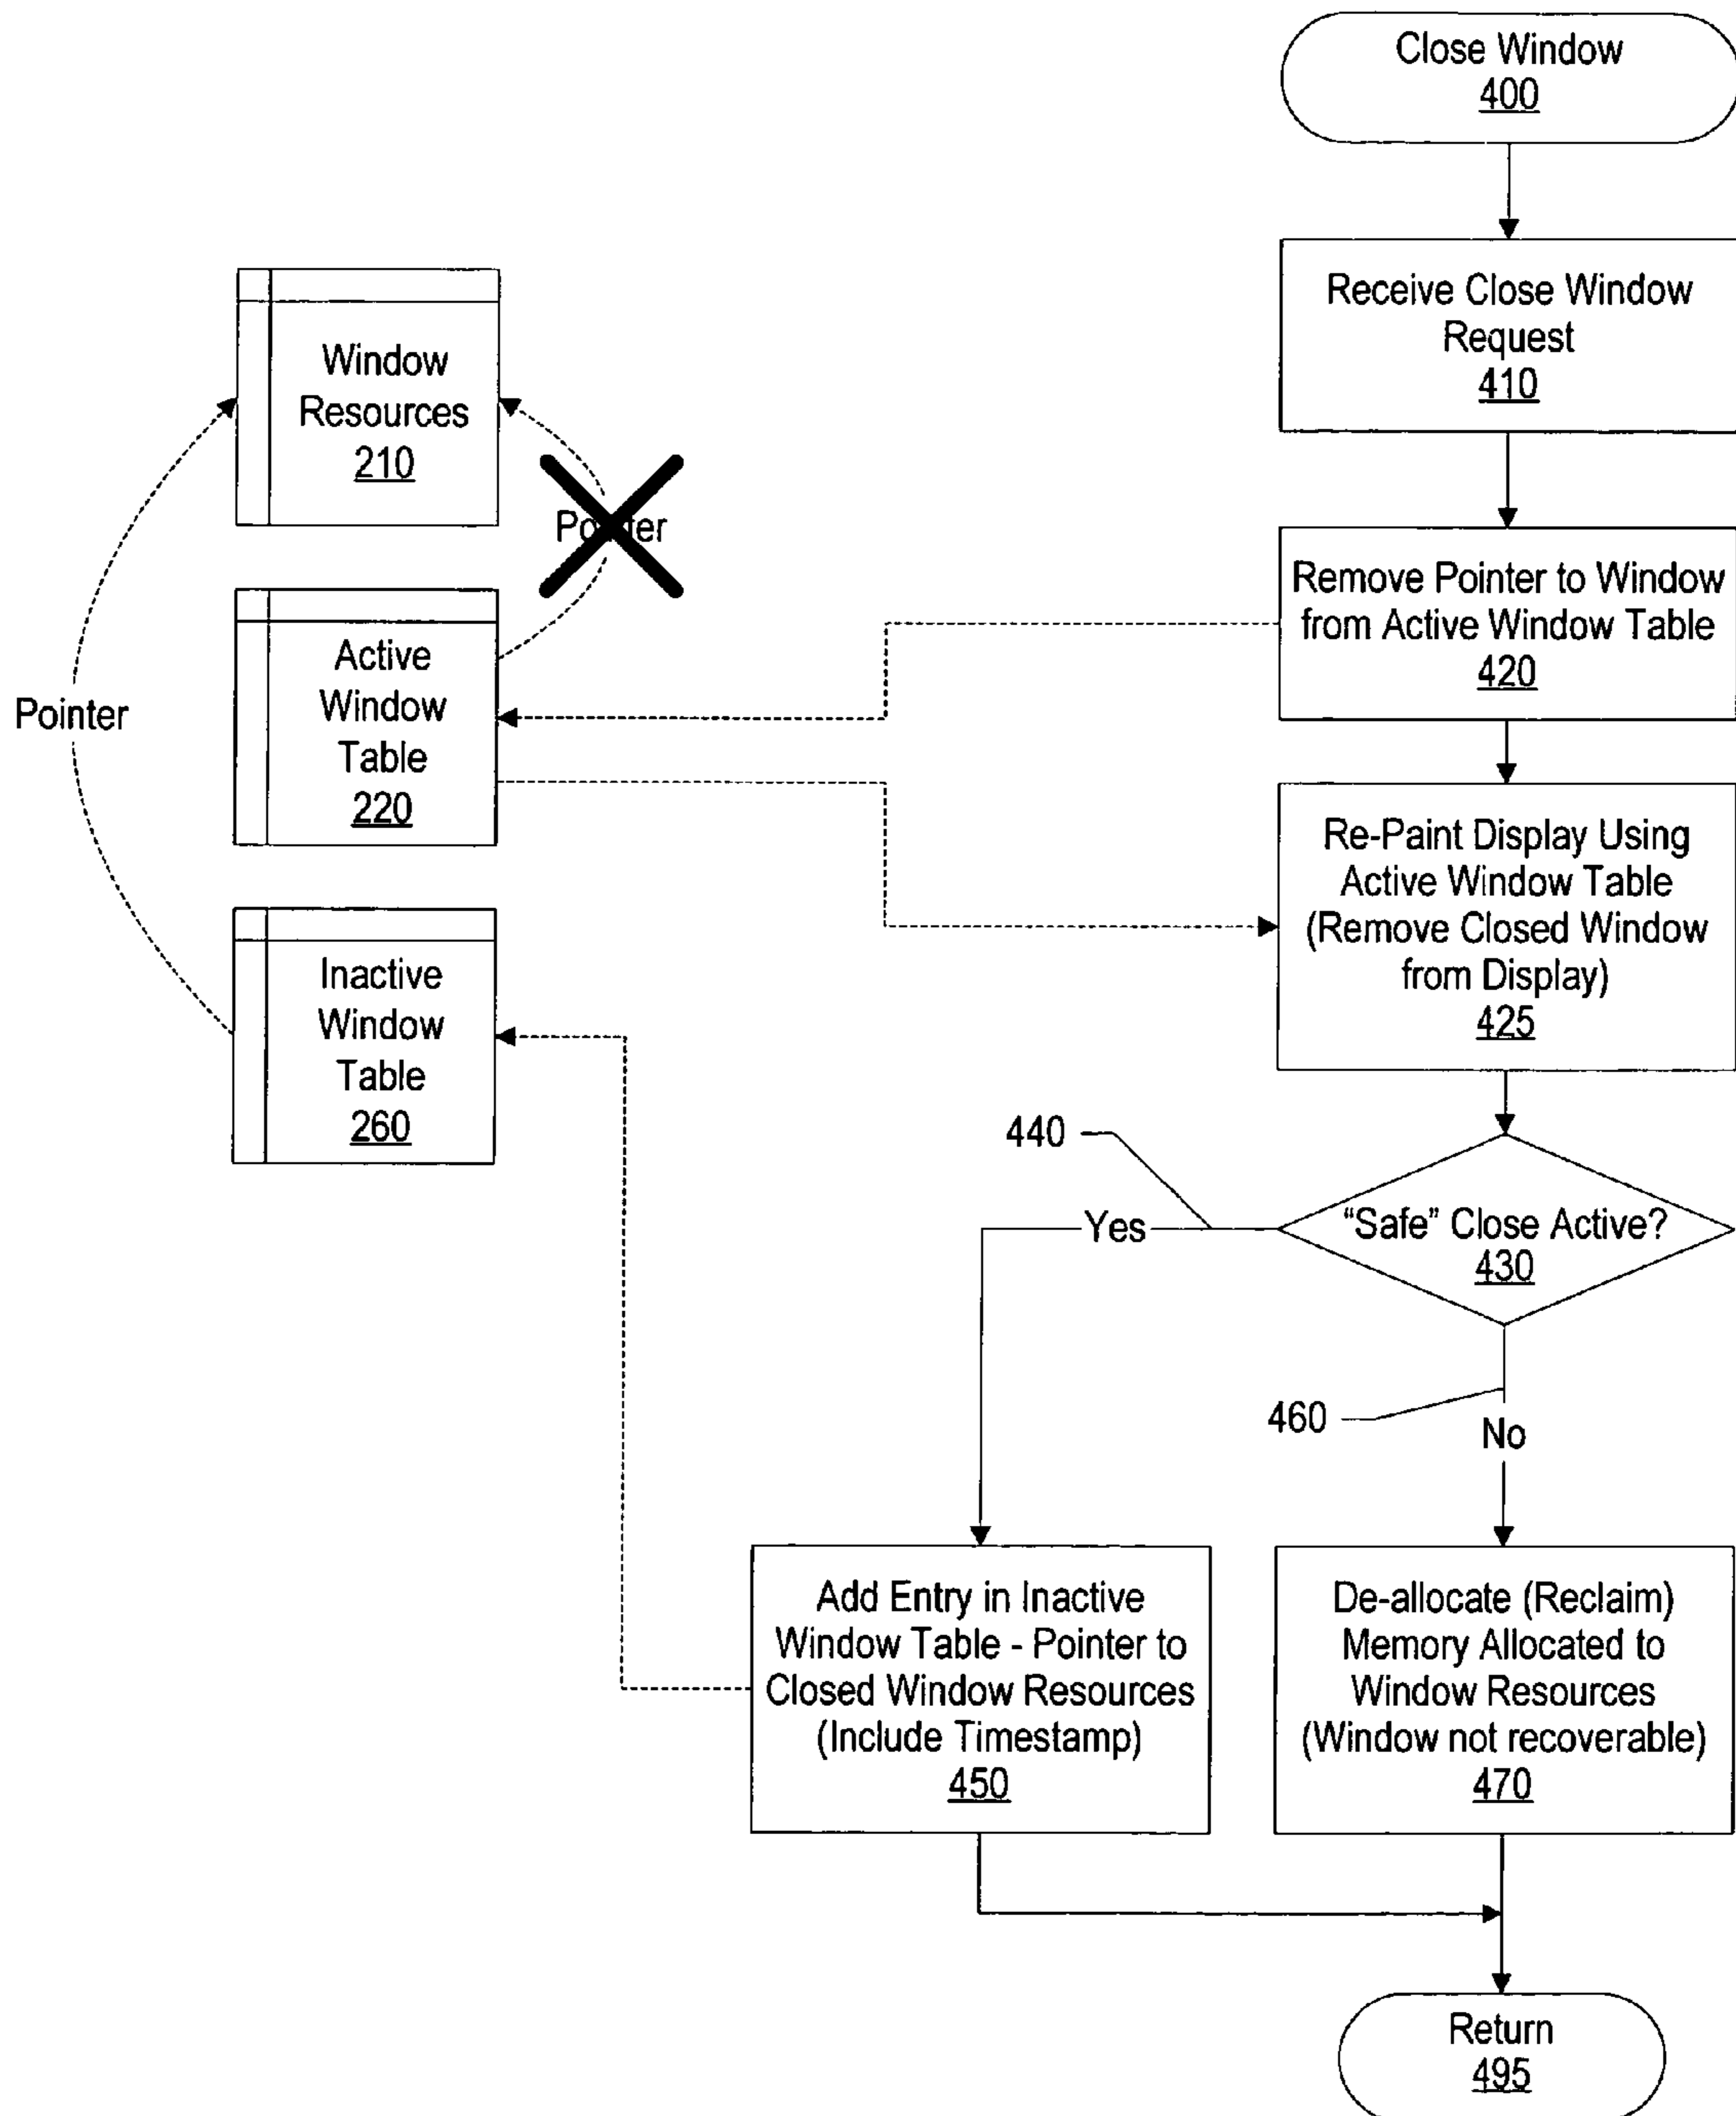 Close Window
400
Receive Close Window
Request
410
Window
Resources
210
Pointer
Remove Pointer to Window
from Active Window Table
420
Active
Window
Table
220
Pointer
Re-Paint Display Using
Active Window Table
(Remove Closed Window
from Display)
425
Inactive
Window
Table
260
440
Yes
"Safe" Close Active?
430
460
No
Add Entry in Inactive
Window Table - Pointer to
Closed Window Resources
(Include Timestamp)
450
De-allocate (Reclaim)
Memory Allocated to
Window Resources
(Window not recoverable)
470
Return
495